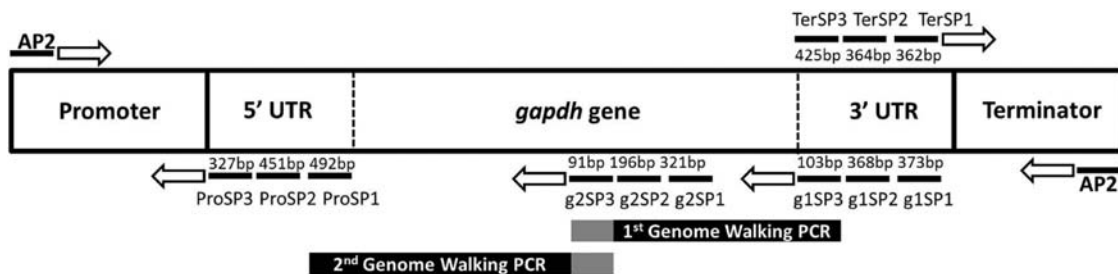 AP2
TerSP3 TerSP2 TerSP1
425bp 364bp 362bp
Promoter 5’ UTR gapdh gene 3’ UTR Terminator
327bp 451bp 492bp 91bp 196bp 321bp 103bp 368bp 373bp
ProSP3 ProSP2 ProSP1 g2SP3 g2SP2 g2SP1 g1SP3 g1SP2 g1SP1 AP2
1st Genome Walking PCR
2nd Genome Walking PCR